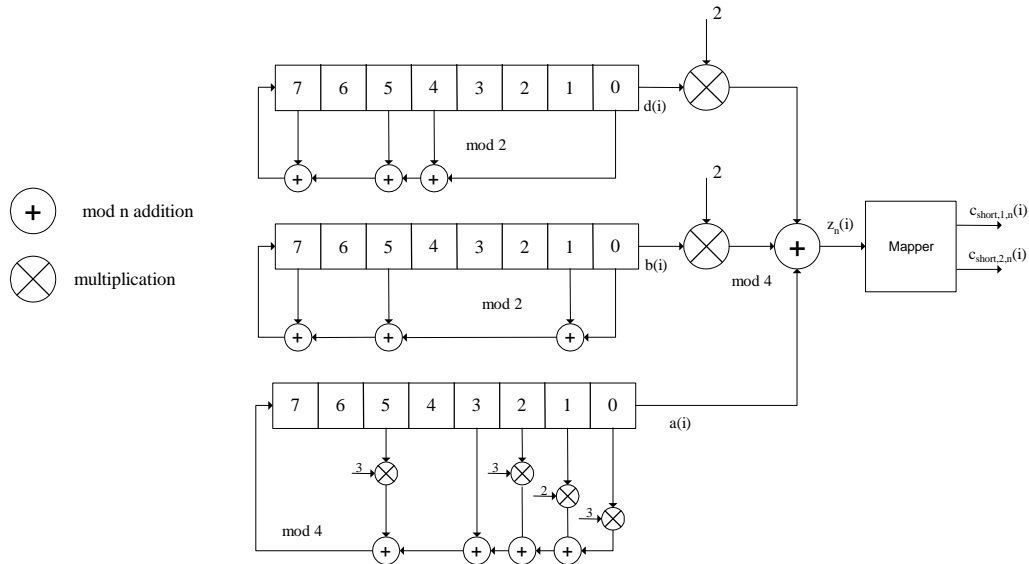 2
7 6 5 4 3 2 1 0
d(i)
mod 2
+ + +
2
+ mod n addition
multiplication
7 6 5 4 3 2 1 0
b(i)
mod 2
+ + +
+
mod 4
z_n(i)
Mapper
c_short,1,n(i)
c_short,2,n(i)
7 6 5 4 3 2 1 0
a(i)
3
3
2
3
mod 4
+ + + +